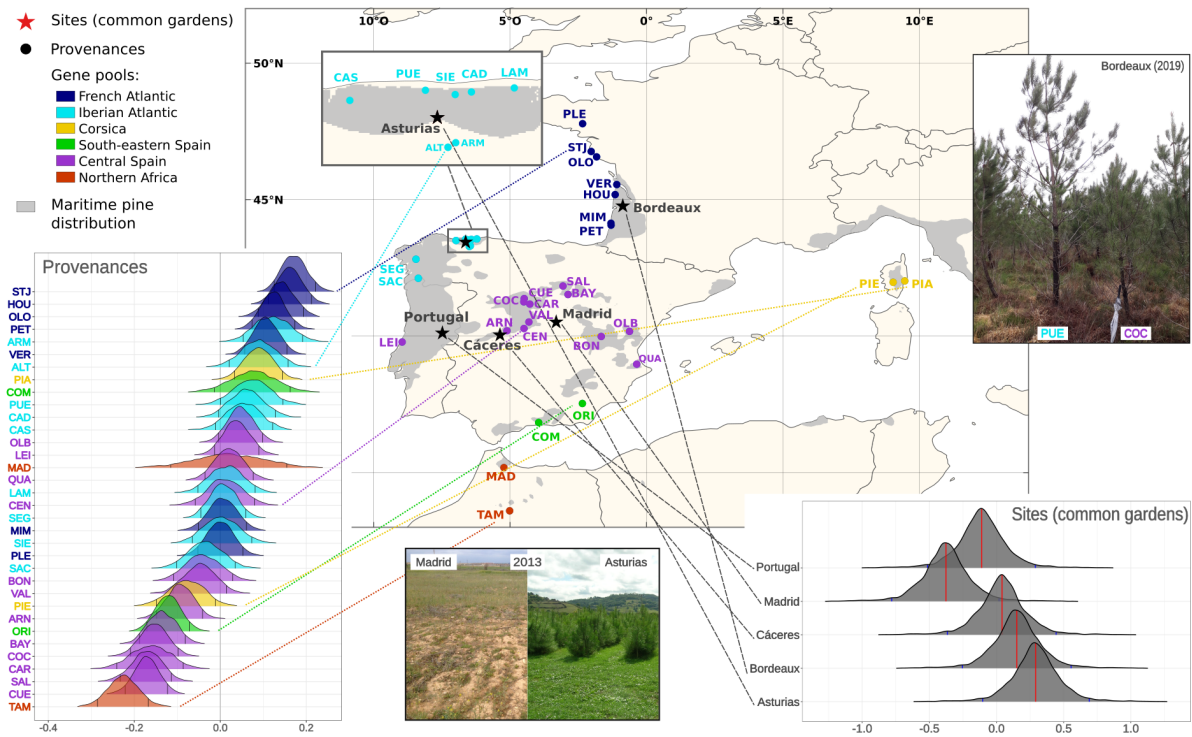 Sites (common gardens)
Provenances
Gene pools:
French Atlantic
Iberian Atlantic
Corsica
South-eastern Spain
Central Spain
Northern Africa
Maritime pine
distribution
10°O
5°O
0°
5°E
10°E
50°N
45°N
CAS
PUE
SIE
CAD
LAM
Asturias
ALT
ARM
PLE
STJ
OLO
VER
HOU
Bordeaux
MIM
PET
SEG
SAC
SAL
CUE
BAY
COC
CAR
VAL
Madrid
Portugal
ARN
OLB
LEI
Cáceres
CEN
BON
QUA
PIE
PIA
ORI
COM
MAD
TAM
Bordeaux (2019)
PUE
COC
Provenances
STJ
HOU
OLO
PET
ARM
VER
ALT
PIA
COM
PUE
CAD
CAS
OLB
LEI
MAD
QUA
LAM
CEN
SEG
MIM
SIE
PLE
SAC
BON
VAL
PIE
ARN
ORI
BAY
COC
CAR
SAL
CUE
TAM
-0.4
-0.2
0.0
0.2
Madrid
2013
Asturias
Sites (common gardens)
Portugal
Madrid
Cáceres
Bordeaux
Asturias
-1.0
-0.5
0.0
0.5
1.0